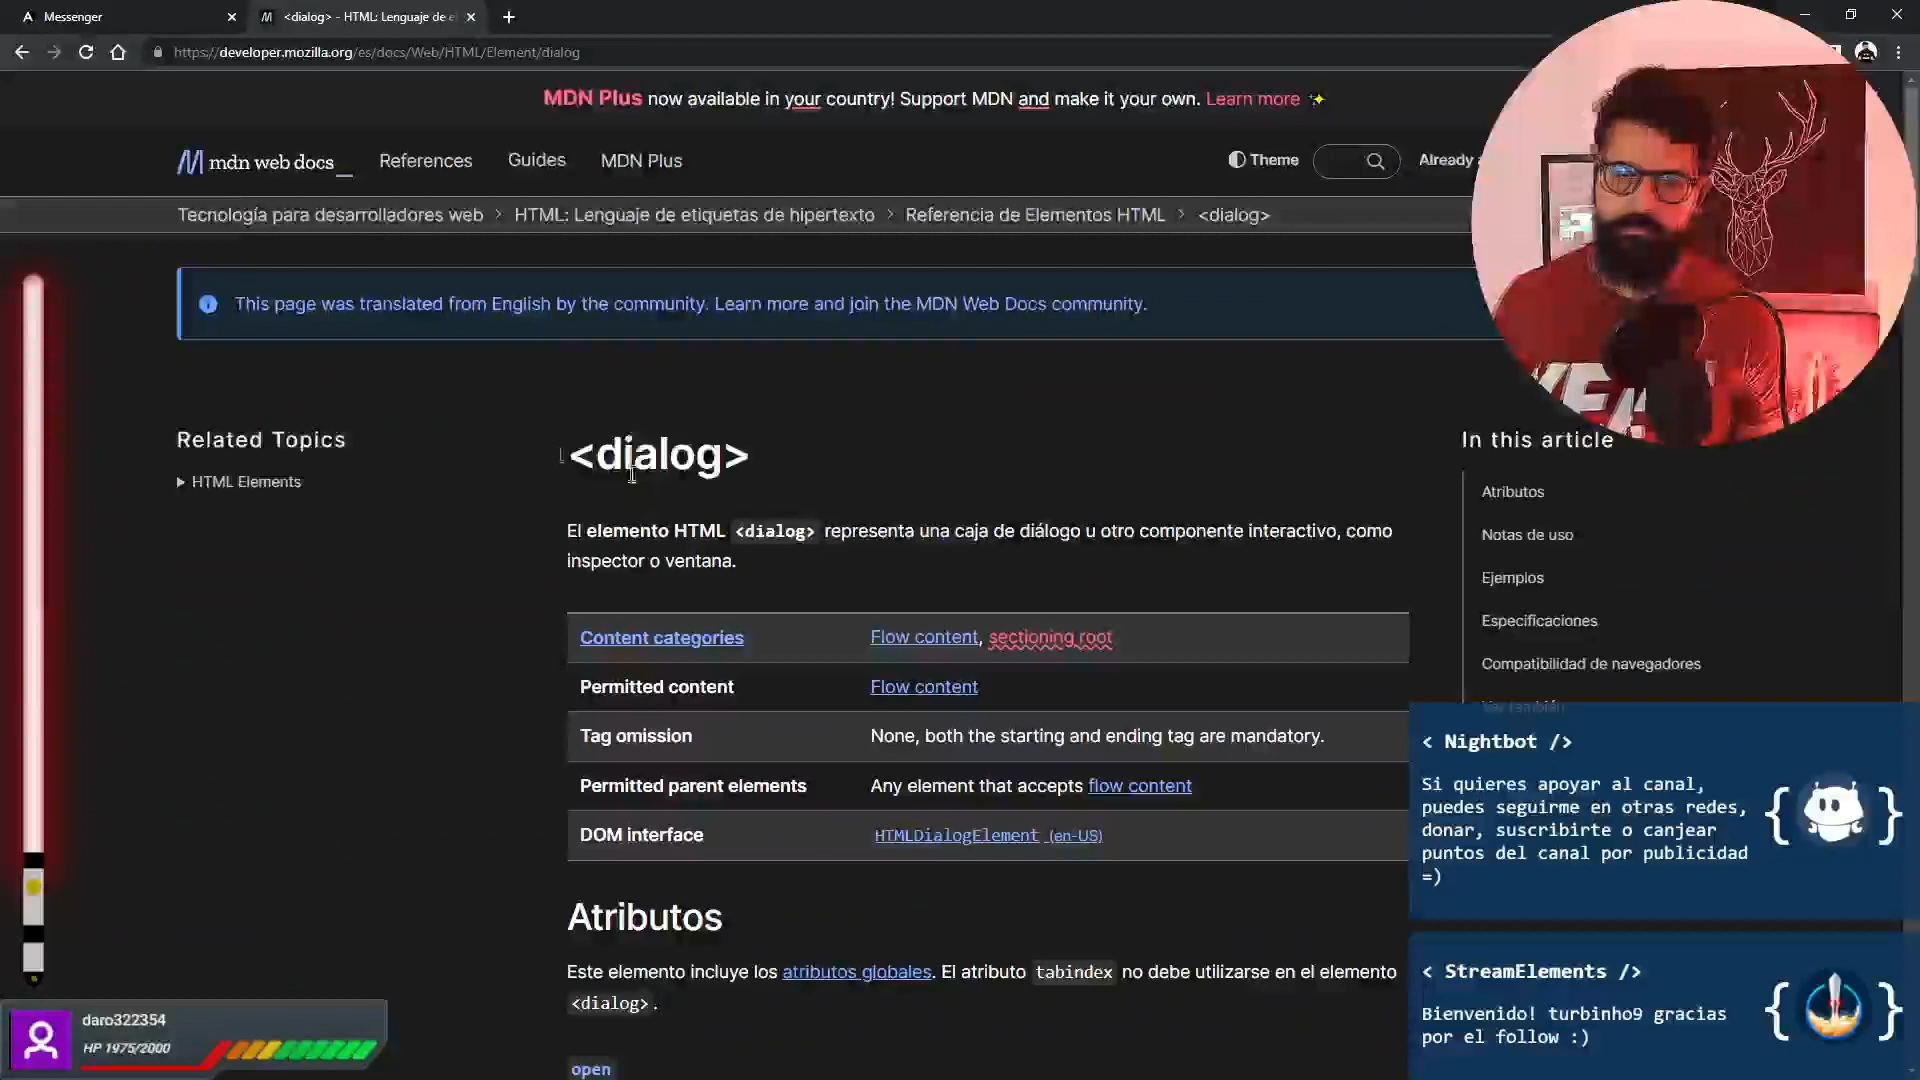 Messenger
<dialog> - HTML: Lenguaje de e
https://developer.mozilla.org/es/docs/Web/HTML/Element/dialog
MDN Plus now available in your country! Support MDN and make it your own. Learn more ✨
mdn web docs_
References
Guides
MDN Plus
Theme
Already
Tecnología para desarrolladores web > HTML: Lenguaje de etiquetas de hipertexto > Referencia de Elementos HTML > <dialog>
This page was translated from English by the community. Learn more and join the MDN Web Docs community.
Related Topics
HTML Elements
<dialog>
El elemento HTML <dialog> representa una caja de diálogo u otro componente interactivo, como
inspector o ventana.
Content categories Flow content, sectioning root
Permitted content Flow content
Tag omission None, both the starting and ending tag are mandatory.
Permitted parent elements Any element that accepts flow content
DOM interface HTMLDialogElement (en-US)
Atributos
Este elemento incluye los atributos globales. El atributo tabindex no debe utilizarse en el elemento
<dialog>.
open
In this article
Atributos
Notas de uso
Ejemplos
Especificaciones
Compatibilidad de navegadores
< Nightbot />
Si quieres apoyar al canal,
puedes seguirme en otras redes,
donar, suscribirte o canjear
puntos del canal por publicidad
=)
< StreamElements />
Bienvenido! turbinho9 gracias
por el follow :)
daro322354
HP 1975/2000